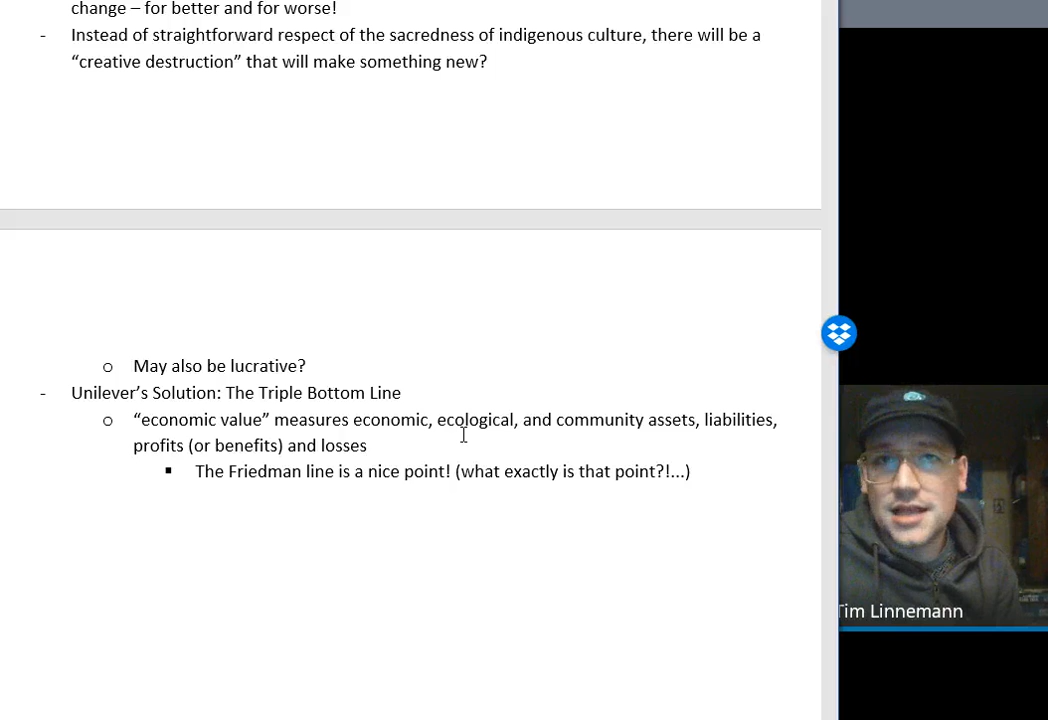 change – for better and for worse!
- Instead of straightforward respect of the sacredness of indigenous culture, there will be a
“creative destruction” that will make something new?
o May also be lucrative?
- Unilever’s Solution: The Triple Bottom Line
o “economic value” measures economic, ecological, and community assets, liabilities,
profits (or benefits) and losses
▪ The Friedman line is a nice point! (what exactly is that point?!...)
Tim Linnemann